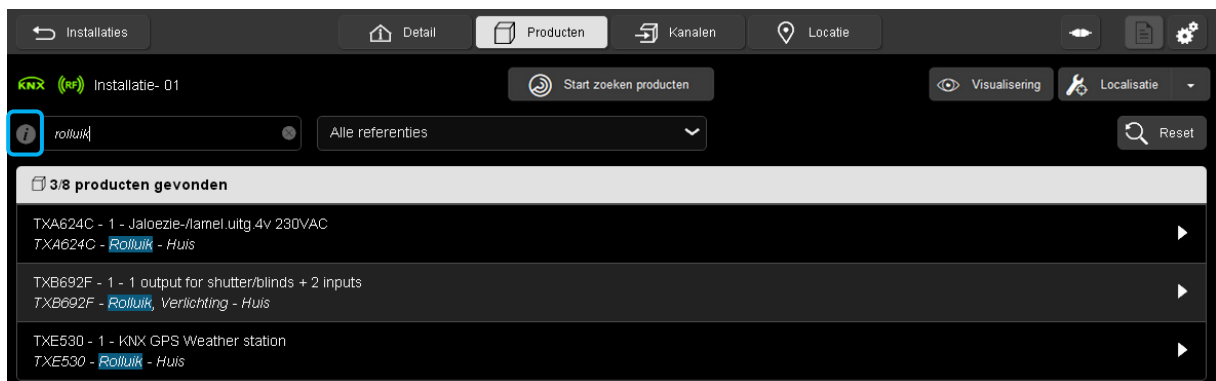 Installaties Detail Producten Kanalen Locatie
KNX ((RF)) Installatie- 01 Start zoeken producten Visualisering Localisatie
i rolluik Alle referenties Reset
3/8 producten gevonden
TXA624C - 1 - Jaloezie-/lamel.uitg.4v 230VAC
TXA624C - Rolluik - Huis
TXB692F - 1 - 1 output for shutter/blinds + 2 inputs
TXB692F - Rolluik, Verlichting - Huis
TXE530 - 1 - KNX GPS Weather station
TXE530 - Rolluik - Huis